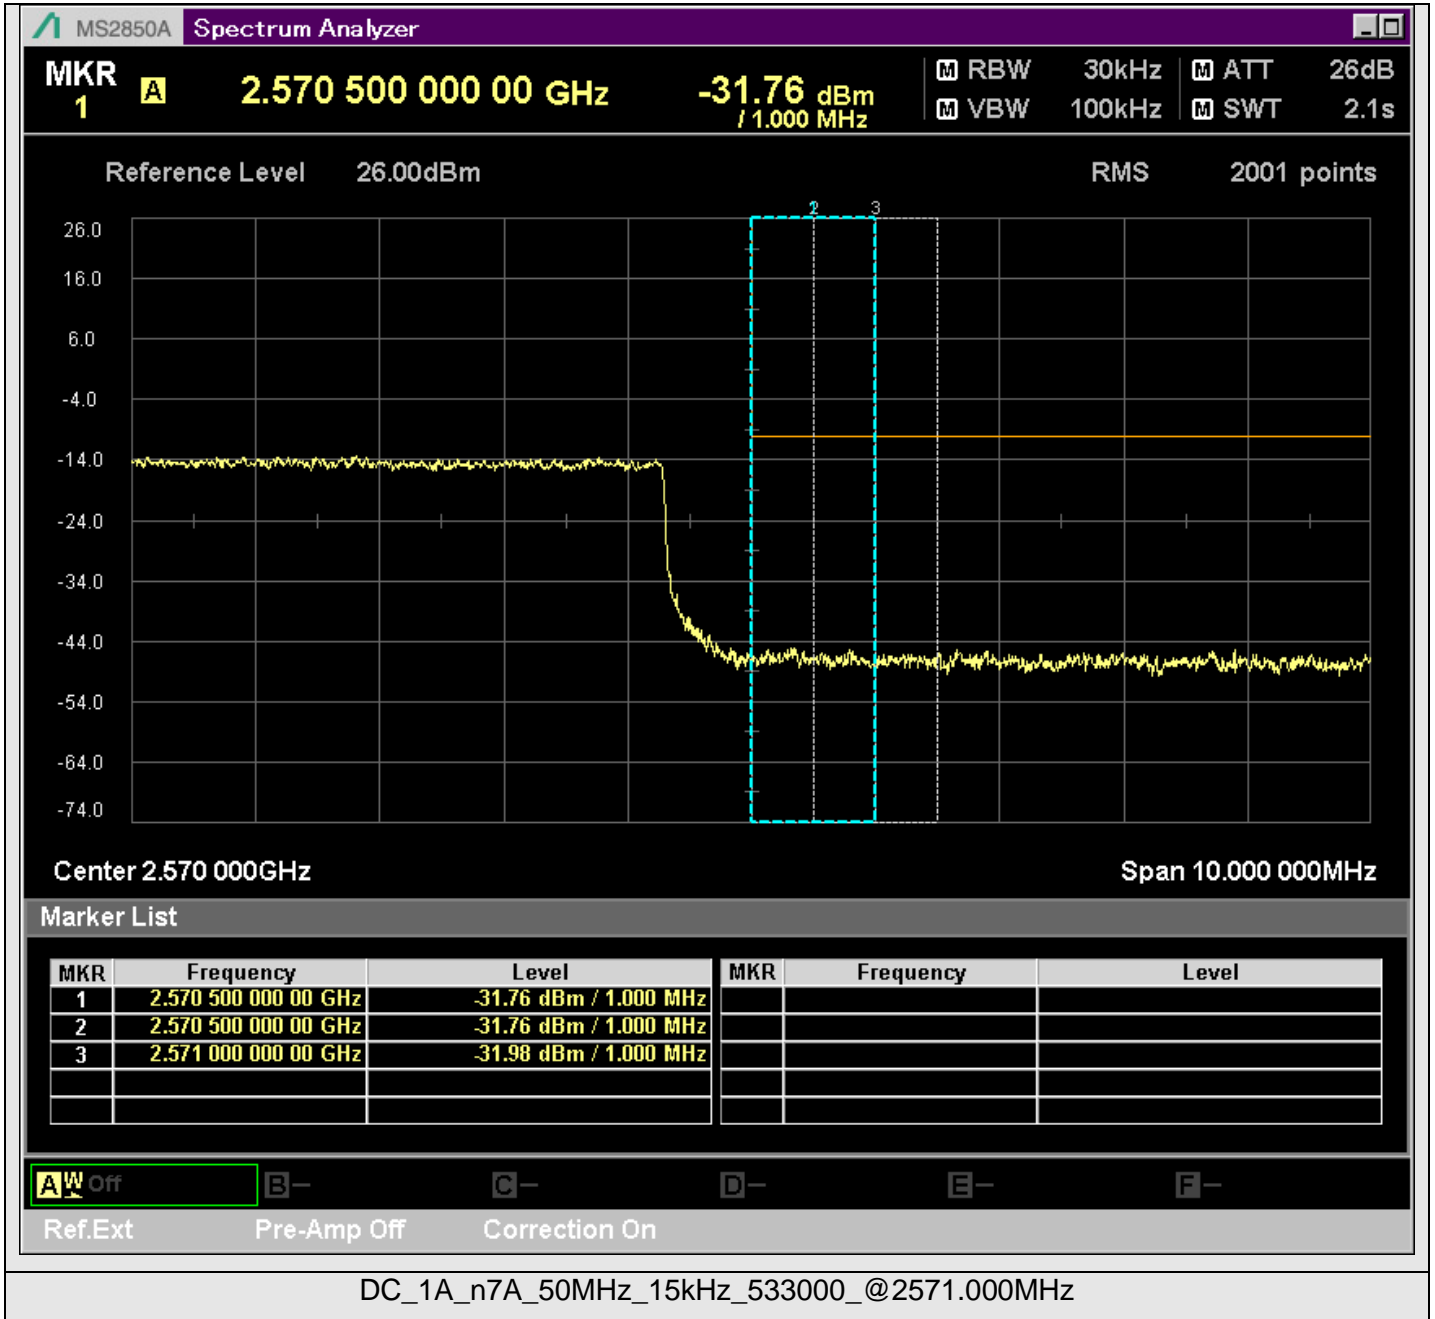 MS2850A Spectrum Analyzer
MKR 1 A 2.570 500 000 00 GHz -31.76 dBm / 1.000 MHz
M RBW 30kHz M ATT 26dB
M VBW 100kHz M SWT 2.1s
Reference Level 26.00dBm RMS 2001 points
2 3
26.0
16.0
6.0
-4.0
-14.0
-24.0
-34.0
-44.0
-54.0
-64.0
-74.0
Center 2.570 000GHz Span 10.000 000MHz
Marker List
MKR Frequency Level MKR Frequency Level
1 2.570 500 000 00 GHz -31.76 dBm / 1.000 MHz
2 2.570 500 000 00 GHz -31.76 dBm / 1.000 MHz
3 2.571 000 000 00 GHz -31.98 dBm / 1.000 MHz
A W Off B- C- D- E- F-
Ref.Ext Pre-Amp Off Correction On
DC_1A_n7A_50MHz_15kHz_533000_@2571.000MHz